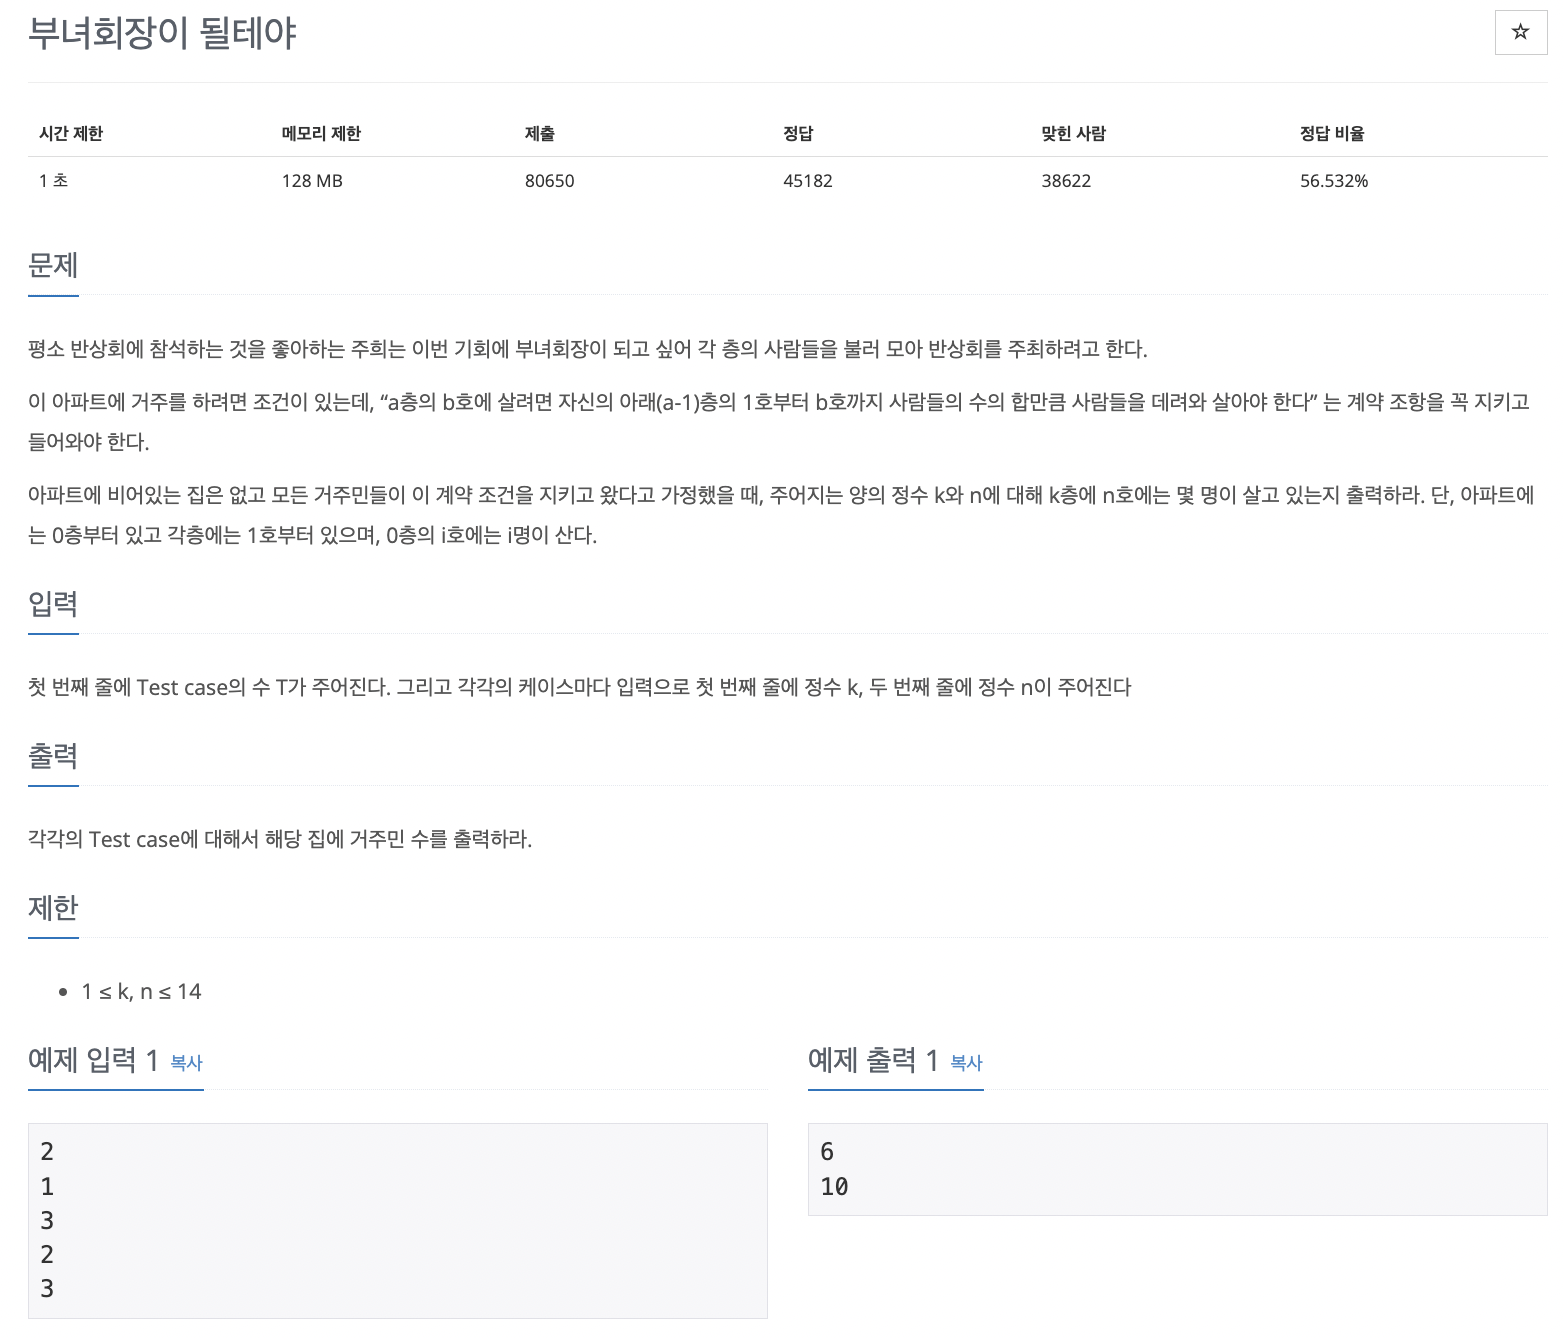 부녀회장이 될테야
☆
시간 제한 메모리 제한 제출 정답 맞힌 사람 정답 비율
1 초 128 MB 80650 45182 38622 56.532%
문제
평소 반상회에 참석하는 것을 좋아하는 주희는 이번 기회에 부녀회장이 되고 싶어 각 층의 사람들을 불러 모아 반상회를 주최하려고 한다.
이 아파트에 거주를 하려면 조건이 있는데, “a층의 b호에 살려면 자신의 아래(a-1)층의 1호부터 b호까지 사람들의 수의 합만큼 사람들을 데려와 살아야 한다” 는 계약 조항을 꼭 지키고
들어와야 한다.
아파트에 비어있는 집은 없고 모든 거주민들이 이 계약 조건을 지키고 왔다고 가정했을 때, 주어지는 양의 정수 k와 n에 대해 k층에 n호에는 몇 명이 살고 있는지 출력하라. 단, 아파트에
는 0층부터 있고 각층에는 1호부터 있으며, 0층의 i호에는 i명이 산다.
입력
첫 번째 줄에 Test case의 수 T가 주어진다. 그리고 각각의 케이스마다 입력으로 첫 번째 줄에 정수 k, 두 번째 줄에 정수 n이 주어진다
출력
각각의 Test case에 대해서 해당 집에 거주민 수를 출력하라.
제한
• 1 ≤ k, n ≤ 14
예제 입력 1 복사
2
1
3
2
3
예제 출력 1 복사
6
10